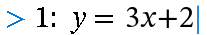 > 1: y = 3x+2